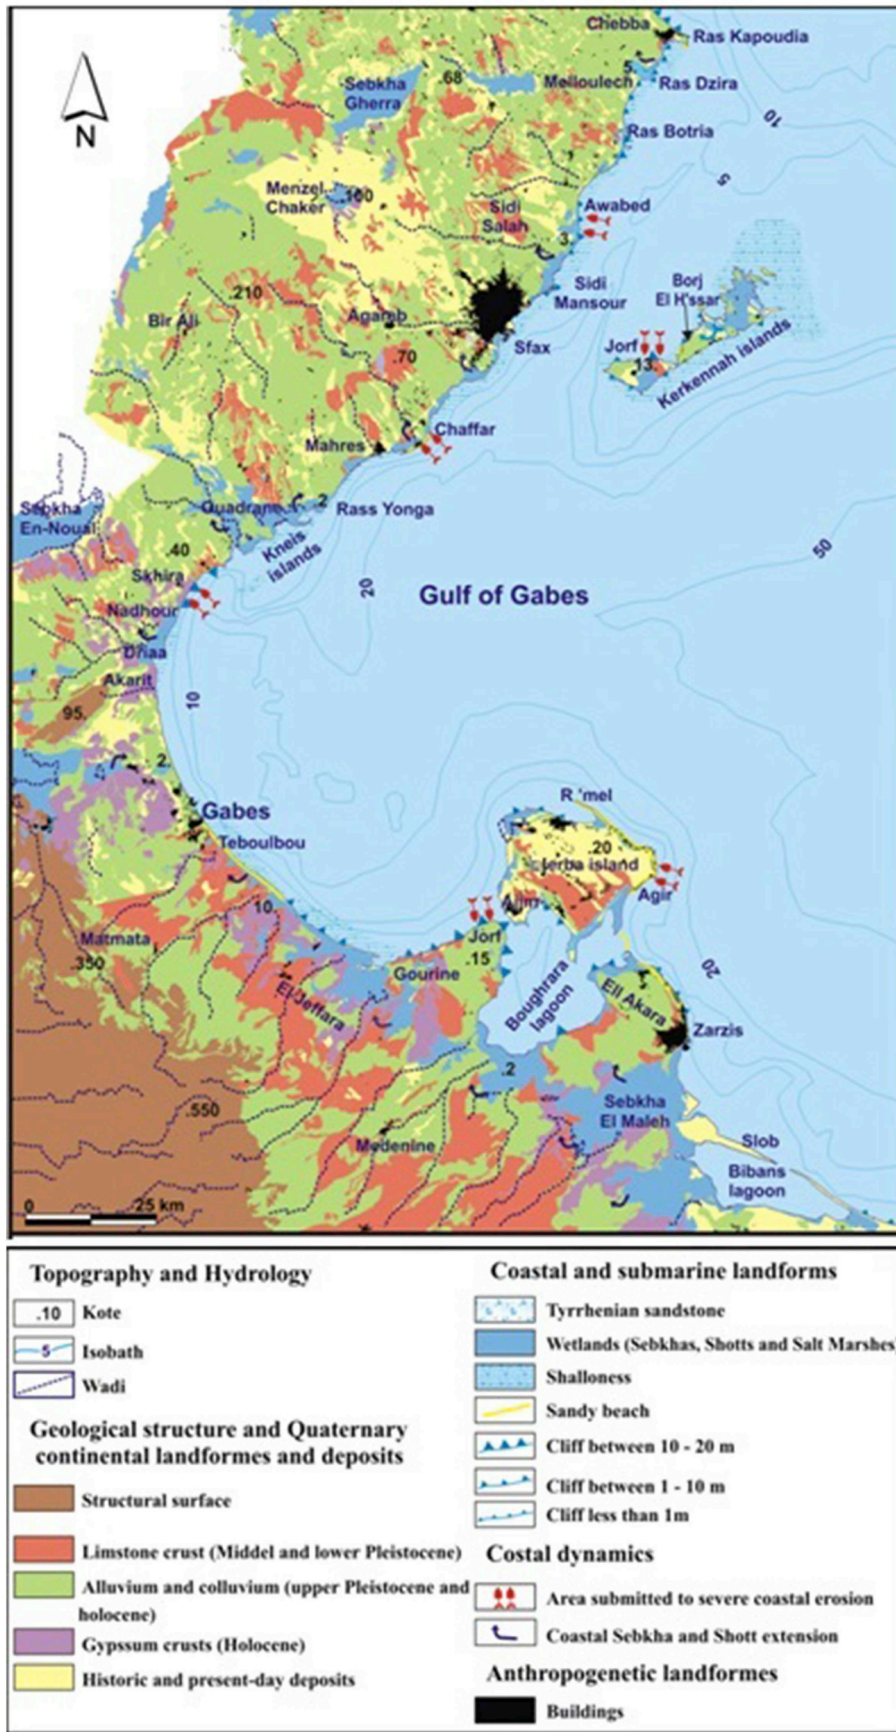 Chebba
Ras Kapoudia
.68
5.
Melloulech
Ras Dzira
Sebkha
Gherra
10
Ras Botria
N
5
Menzel
Chaker
.100
Sidi
Salah
Awabed
3.
Sidi
Mansour
Borj
El H'ssar
.210
Bir Ali
Agareb
Sfax
Jorf
13.
Kerkennah islands
.70
Mahres
Chaffar
Sebkha
En-Noual
Ouadrane
2
Rass Yonga
Kneis
islands
.40
50
Skhira
20
Gulf of Gabes
Nadhour
Driaa
Akarit
10
95.
2
R 'mel
Gabes
Teboulbou
.20
Jerba island
Ajim
Agir
10.
Matmata
Jorf
.15
.350
Gourine
20
El Jeffara
Boughrara
lagoon
Ell Akara
Zarzis
.2
.550
Sebkha
El Maleh
Medenine
Slob
Bibans
lagoon
0 25 km
Topography and Hydrology
.10 Kote
5 Isobath
Wadi
Geological structure and Quaternary
continental landformes and deposits
Structural surface
Limstone crust (Middel and lower Pleistocene)
Alluvium and colluvium (upper Pleistocene and
holocene)
Gypssum crusts (Holocene)
Historic and present-day deposits
Coastal and submarine landforms
Tyrrhenian sandstone
Wetlands (Sebkhas, Shotts and Salt Marshes
Shalloness
Sandy beach
Cliff between 10 - 20 m
Cliff between 1 - 10 m
Cliff less than 1m
Costal dynamics
Area submitted to severe coastal erosion
Coastal Sebkha and Shott extension
Anthropogenetic landformes
Buildings